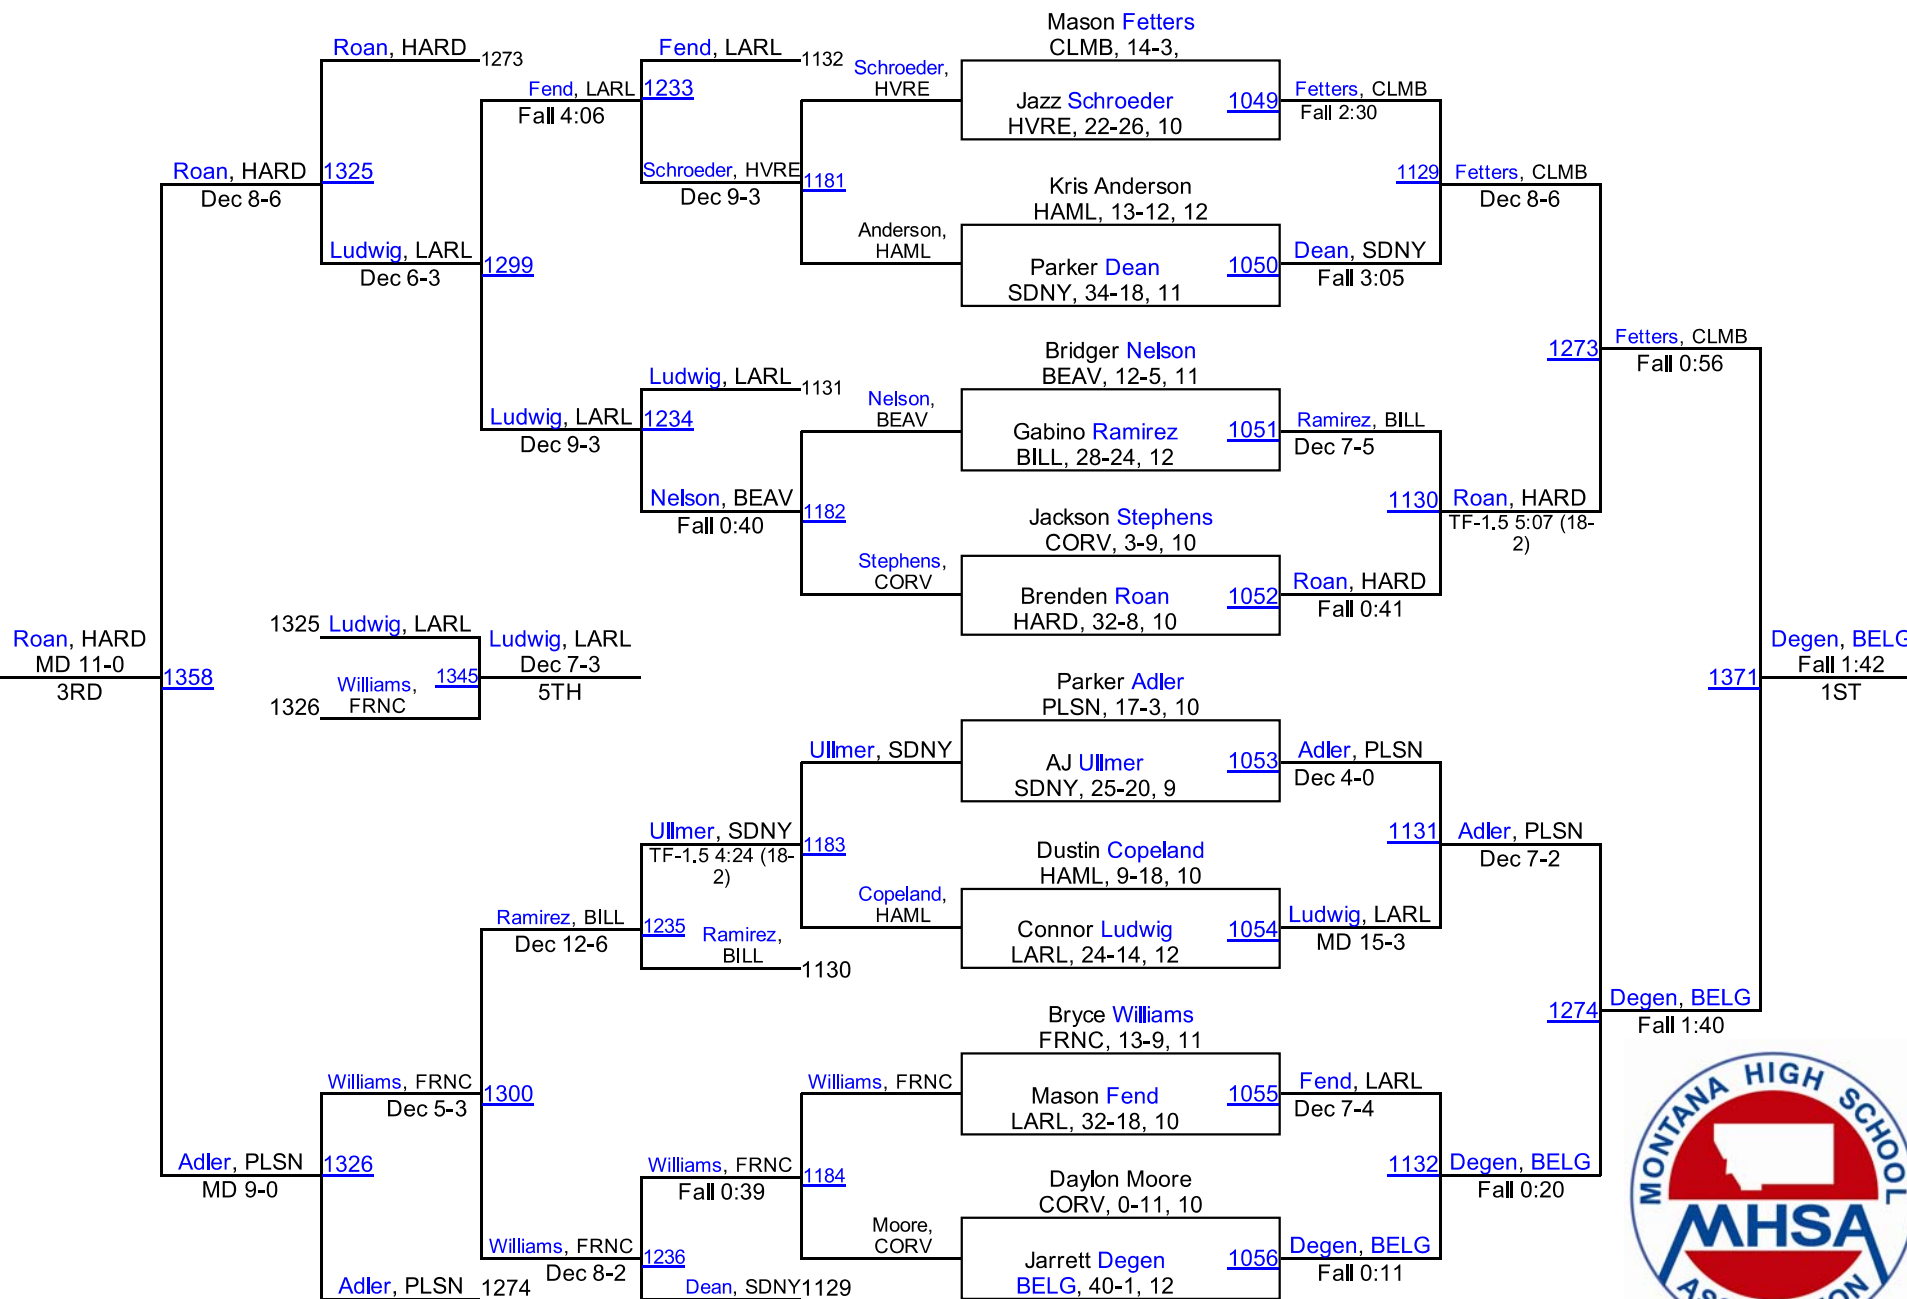 Mason Fetters
CLMB, 14-3,
Roan, HARD
1273
Fend, LARL
1132
Schroeder,
HVRE
Fend, LARL
1233
Fall 4:06
Jazz Schroeder
1049
HVRE, 22-26, 10
Fetters, CLMB
Fall 2:30
Roan, HARD
1325
Dec 8-6
Schroeder, HVRE
1181
Dec 9-3
Kris Anderson
HAML, 13-12, 12
1129
Fetters, CLMB
Dec 8-6
Ludwig, LARL
1299
Dec 6-3
Anderson,
HAML
Parker Dean
1050
SDNY, 34-18, 11
Dean, SDNY
Fall 3:05
Bridger Nelson
BEAV, 12-5, 11
1273
Fetters, CLMB
Fall 0:56
Ludwig, LARL
1131
Nelson,
BEAV
Ludwig, LARL
1234
Dec 9-3
Gabino Ramirez
1051
BILL, 28-24, 12
Ramirez, BILL
Dec 7-5
Nelson, BEAV
1182
Fall 0:40
Jackson Stephens
CORV, 3-9, 10
1130
Roan, HARD
TF-1.5 5:07 (18-
2)
Stephens,
CORV
Brenden Roan
1052
HARD, 32-8, 10
Roan, HARD
Fall 0:41
Roan, HARD
MD 11-0
3RD
1358
1325
Ludwig, LARL
Williams,
FRNC
1326
1345
Ludwig, LARL
Dec 7-3
5TH
Parker Adler
PLSN, 17-3, 10
1371
Degen, BELG
Fall 1:42
1ST
Ullmer, SDNY
AJ Ullmer
1053
SDNY, 25-20, 9
Adler, PLSN
Dec 4-0
Ullmer, SDNY
1183
TF-1.5 4:24 (18-
2)
Dustin Copeland
HAML, 9-18, 10
1131
Adler, PLSN
Dec 7-2
Ramirez, BILL
1235
Dec 12-6
Ramirez,
BILL
1130
Copeland,
HAML
Connor Ludwig
1054
LARL, 24-14, 12
Ludwig, LARL
MD 15-3
Bryce Williams
FRNC, 13-9, 11
1274
Degen, BELG
Fall 1:40
Williams, FRNC
1300
Dec 5-3
Williams, FRNC
Mason Fend
1055
LARL, 32-18, 10
Fend, LARL
Dec 7-4
Adler, PLSN
1326
MD 9-0
Williams, FRNC
1184
Fall 0:39
Daylon Moore
CORV, 0-11, 10
1132
Degen, BELG
Fall 0:20
Williams, FRNC
1236
Dec 8-2
Moore,
CORV
Jarrett Degen
1056
BELG, 40-1, 12
Degen, BELG
Fall 0:11
Adler, PLSN
1274
Dean, SDNY
1129
MONTANA HIGH SCHOOL
MHSA